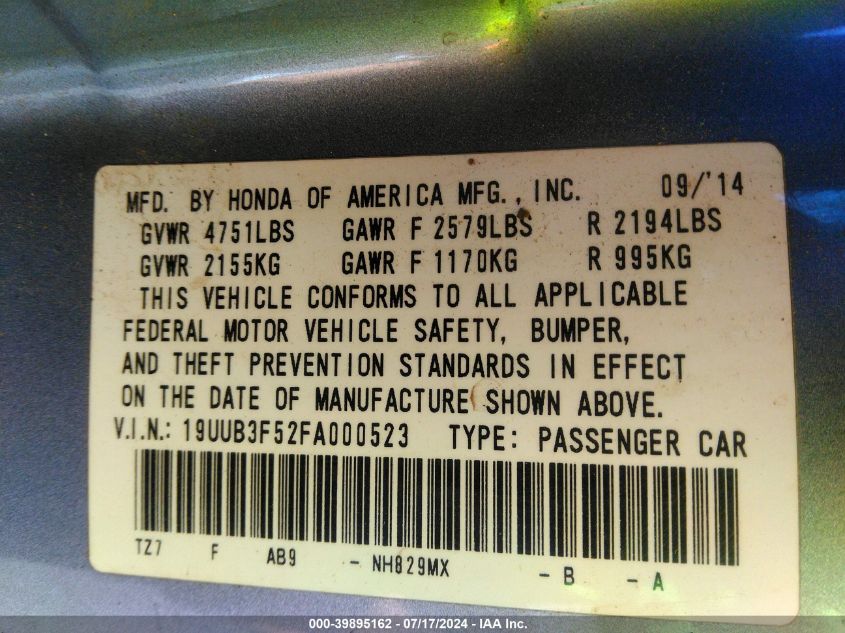 MFD. BY HONDA OF AMERICA MFG., INC. 09/'14
GVWR 4751LBS GAWR F 2579LBS R 2194LBS
GVWR 2155KG GAWR F 1170KG R 995KG
THIS VEHICLE CONFORMS TO ALL APPLICABLE
FEDERAL MOTOR VEHICLE SAFETY, BUMPER,
AND THEFT PREVENTION STANDARDS IN EFFECT
ON THE DATE OF MANUFACTURE SHOWN ABOVE.
V.I.N.: 19UUB3F52FA000523 TYPE: PASSENGER CAR
TZ7 F AB9 - NH829MX - B - A
000-39895162 - 07/17/2024 - IAA Inc.